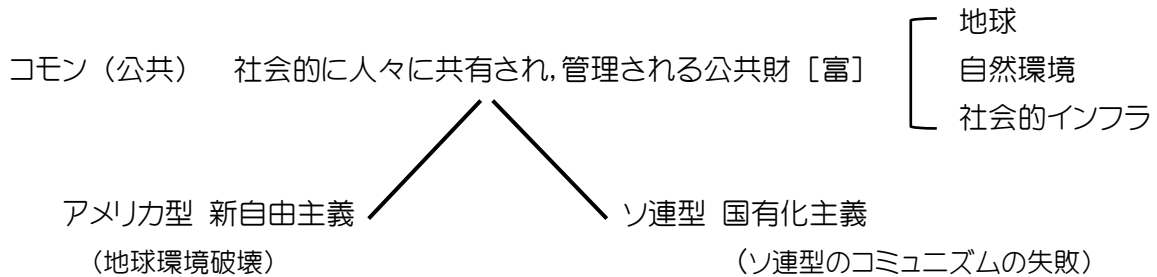 地球
コモン（公共）　社会的に人々に共有され,管理される公共財［富］　自然環境
社会的インフラ
アメリカ型 新自由主義　ソ連型 国有化主義
（地球環境破壊）　（ソ連型のコミュニズムの失敗）